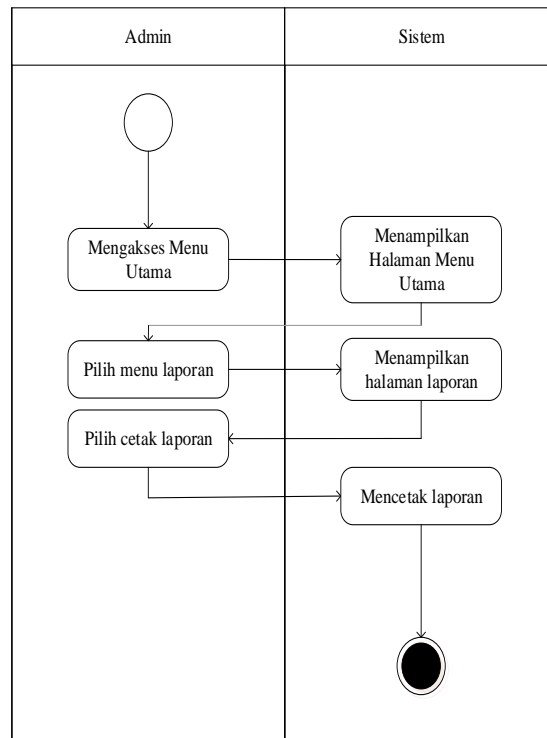 Admin
Sistem
Mengakses Menu
Utama
Menampilkan
Halaman Menu
Utama
Pilih menu laporan
Menampilkan
halaman laporan
Pilih cetak laporan
Mencetak laporan